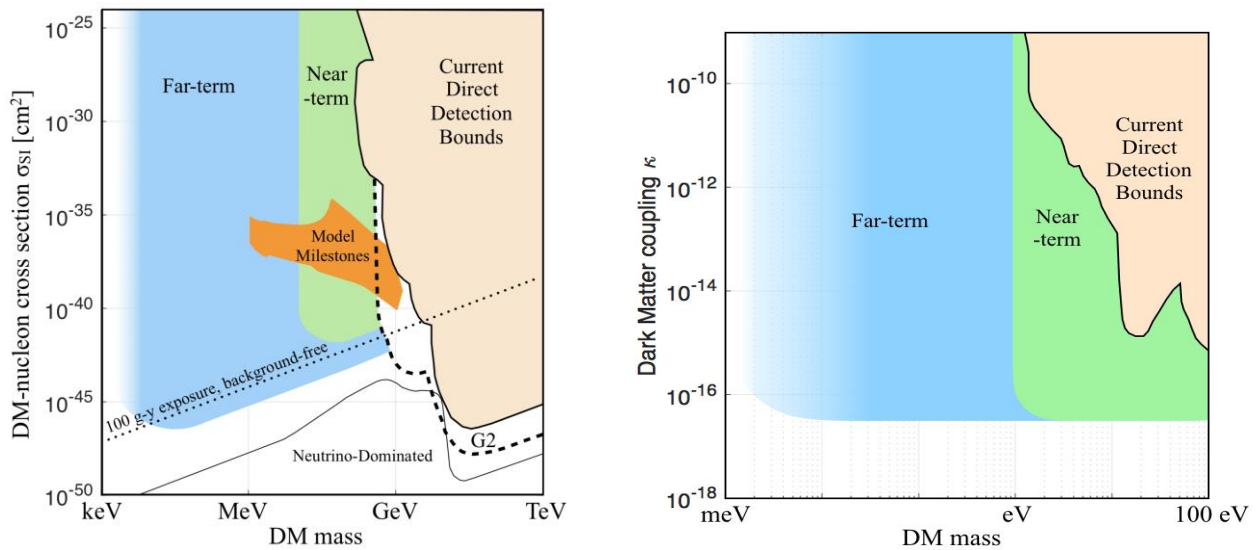 10^-25
10^-30
10^-35
10^-40
10^-45
10^-50
DM-nucleon cross section σSI [cm²]
Far-term
Near
-term
Current
Direct
Detection
Bounds
Model
Milestones
100 g-y exposure, background-free
G2
Neutrino-Dominated
keV
MeV
GeV
TeV
DM mass
10^-10
10^-12
10^-14
10^-16
10^-18
Dark Matter coupling κ
Far-term
Near
-term
Current
Direct
Detection
Bounds
meV
eV
100 eV
DM mass